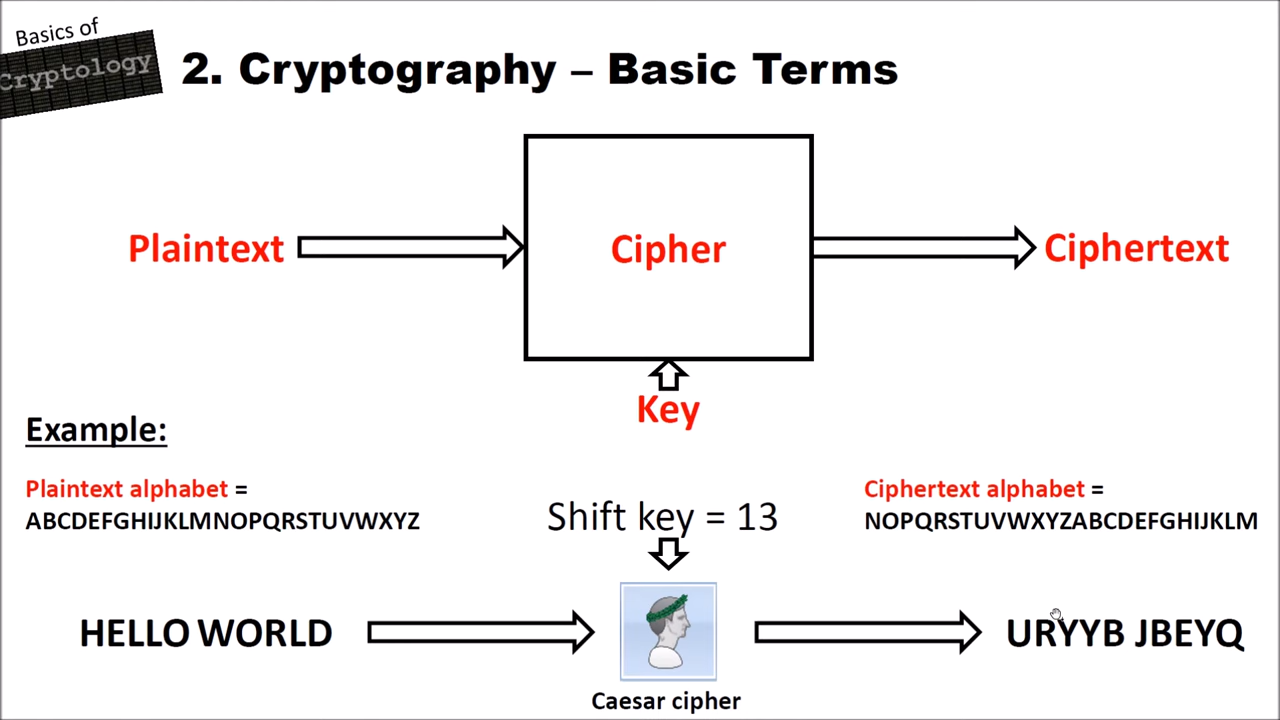 Basics of
Cryptology
2. Cryptography – Basic Terms
Plaintext
Cipher
Ciphertext
Key
Example:
Plaintext alphabet =
ABCDEFGHIJKLMNOPQRSTUVWXYZ
Shift key = 13
Ciphertext alphabet =
NOPQRSTUVWXYZABCDEFGHIJKLM
HELLO WORLD
URYYB JBEYQ
Caesar cipher